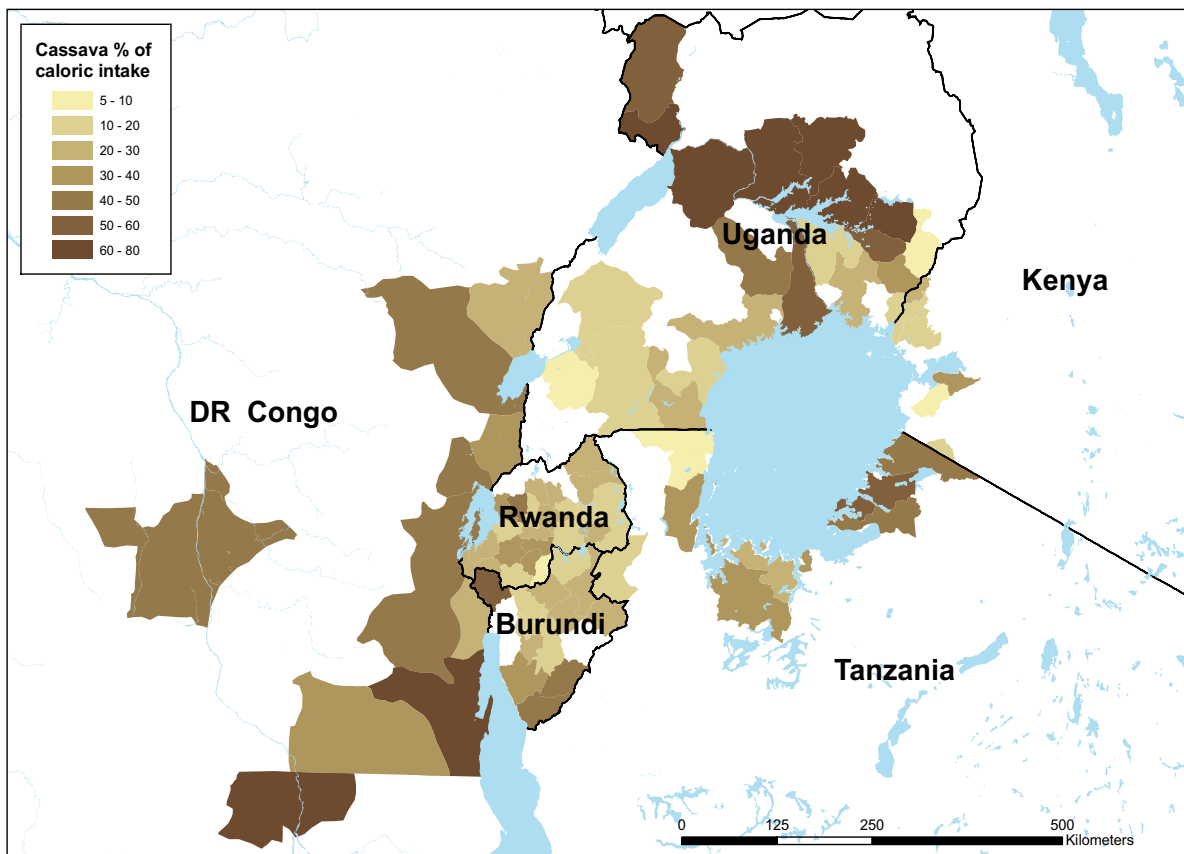 Cassava % of
caloric intake
5 - 10
10 - 20
20 - 30
30 - 40
40 - 50
50 - 60
60 - 80
Uganda
Kenya
DR Congo
Rwanda
Burundi
Tanzania
0 125 250 500
Kilometers